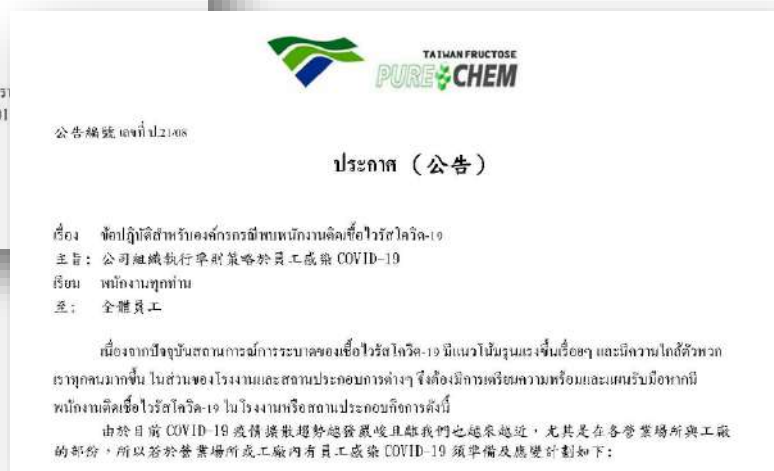 TAIWAN FRUCTOSE
PURE CHEM
公告編號 เลขที่ ป.21/08
ประกาศ (公告)
เรื่อง ข้อปฏิบัติสำหรับองค์กรกรณีพบพนักงานติดเชื้อไวรัสโควิด-19
主旨: 公司組織執行準則策略於員工感染 COVID-19
เรียน พนักงานทุกท่าน
至: 全體員工
เนื่องจากปัจจุบันสถานการณ์การระบาดของเชื้อไวรัสโควิด-19 มีแนวโน้มรุนแรงขึ้นเรื่อยๆ และมีความใกล้ตัวพวก
เราทุกคนมากขึ้น ในส่วนของโรงงานและสถานประกอบการต่างๆ จึงต้องมีการเตรียมความพร้อมและแผนรับมือหากมี
พนักงานติดเชื้อไวรัสโควิด-19 ในโรงงานหรือสถานประกอบกิจการดังนี้
由於目前 COVID-19 疫情擴散趨勢越發嚴峻且離我們也越來越近，尤其是在各營業場所與工廠
的部份，所以若於營業場所或工廠內有員工感染 COVID-19 須準備及應變計劃如下：